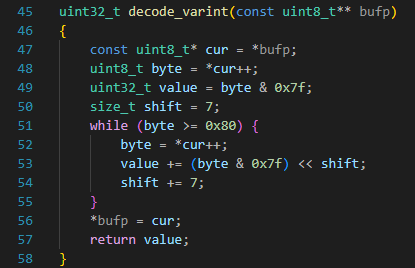 45 uint32_t decode_varint(const uint8_t** bufp)
46 {
47     const uint8_t* cur = *bufp;
48     uint8_t byte = *cur++;
49     uint32_t value = byte & 0x7f;
50     size_t shift = 7;
51     while (byte >= 0x80) {
52         byte = *cur++;
53         value += (byte & 0x7f) << shift;
54         shift += 7;
55     }
56     *bufp = cur;
57     return value;
58 }